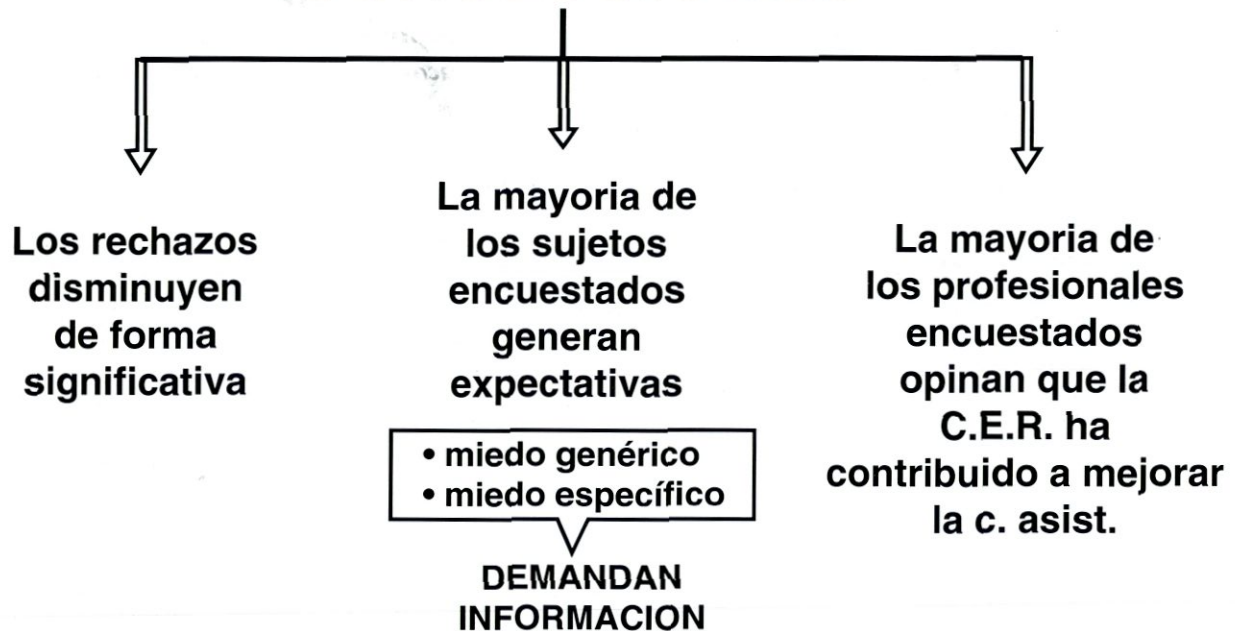 Los rechazos
disminuyen
de forma
significativa
La mayoria de
los sujetos
encuestados
generan
expectativas
• miedo genérico
• miedo específico
DEMANDAN
INFORMACION
La mayoria de
los profesionales
encuestados
opinan que la
C.E.R. ha
contribuido a mejorar
la c. asist.